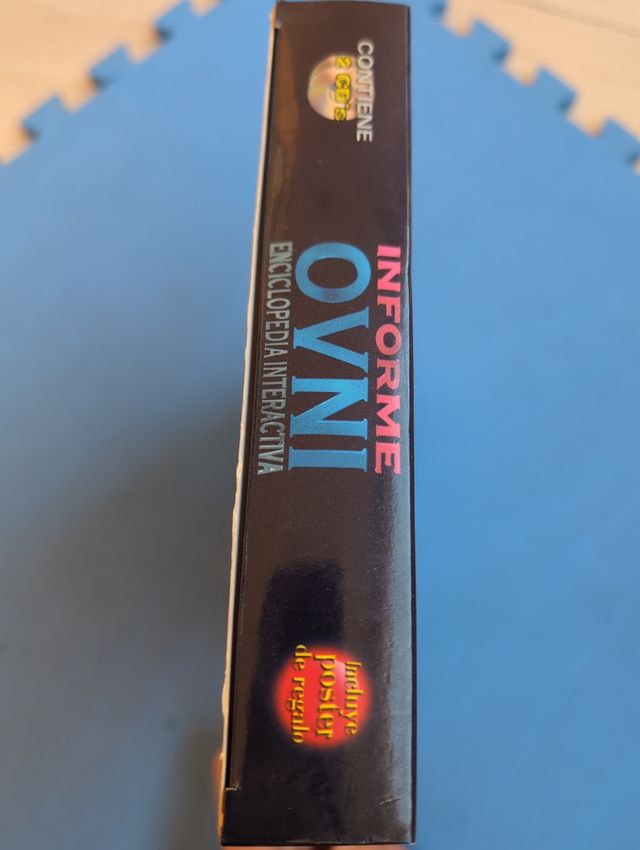 CONTIENE
2 CD's
INFORME
OVNI
ENCICLOPEDIA INTERACTIVA
Incluye
poster
de regalo